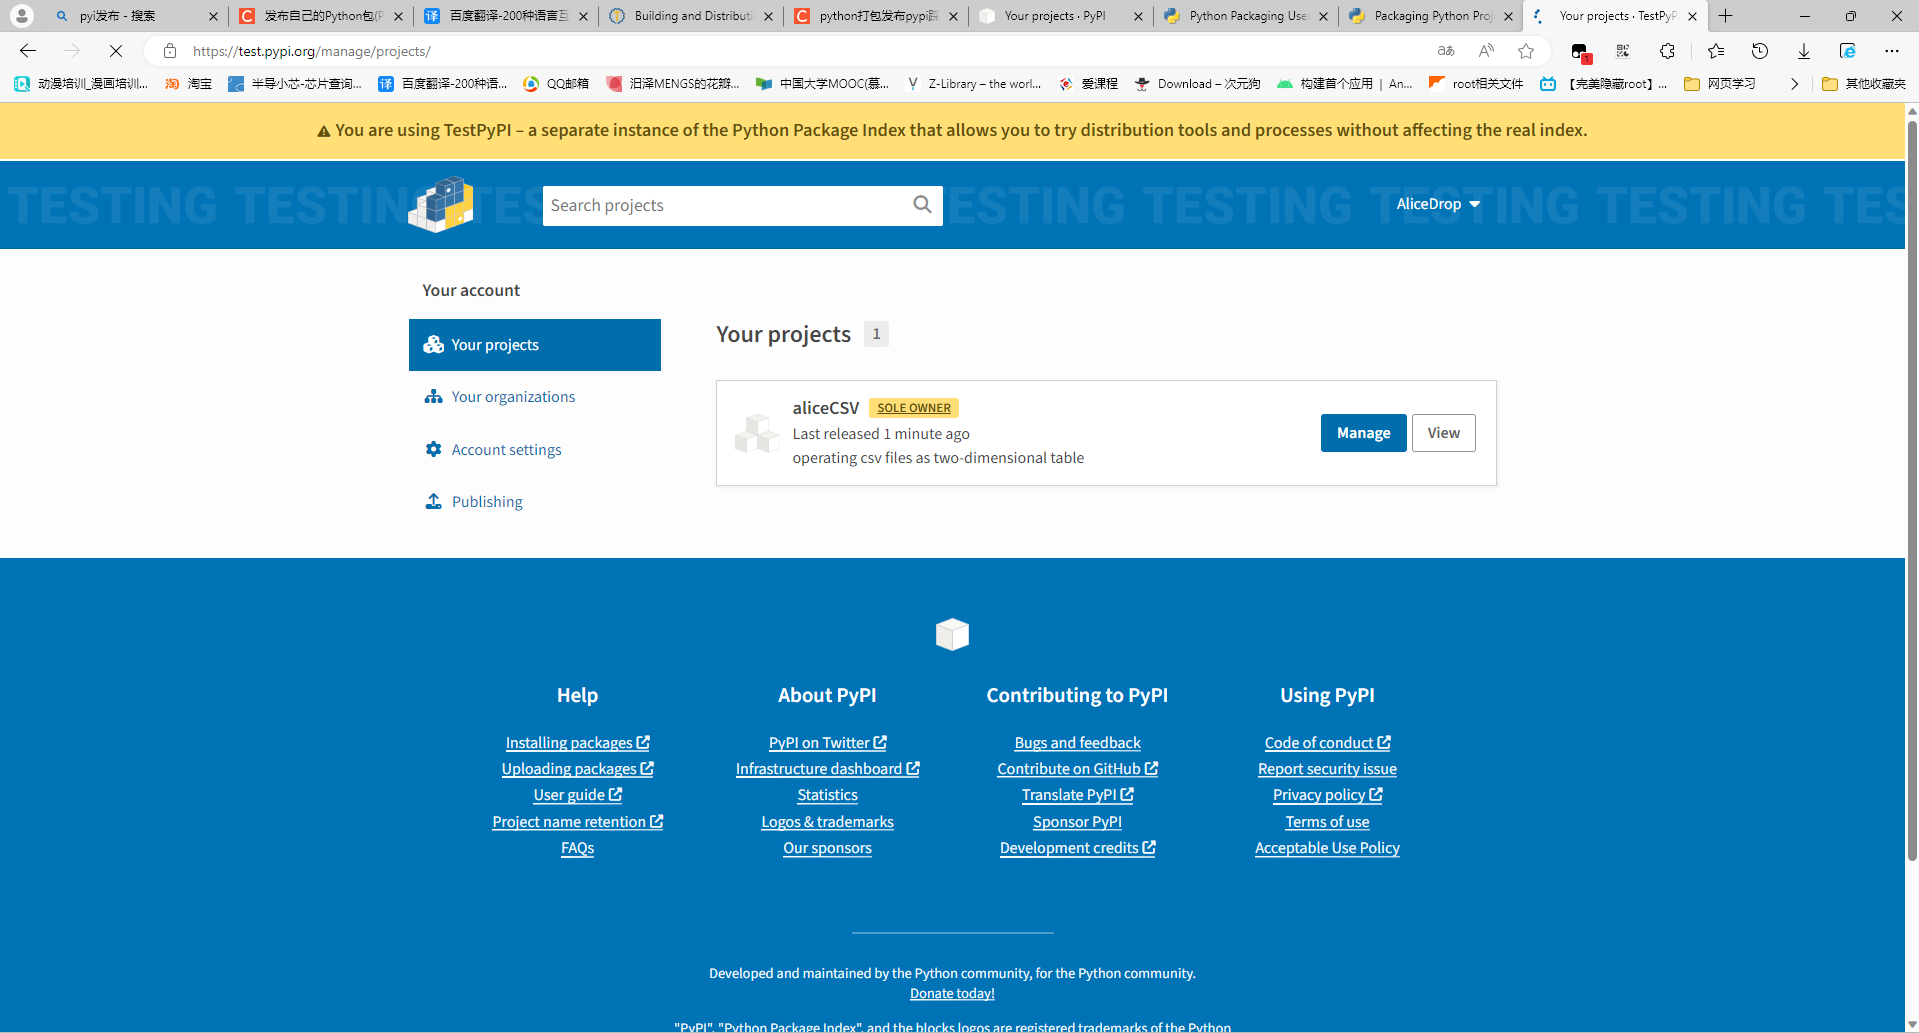 pyi发布 - 搜索
发布自己的Python包(P
百度翻译-200种语言互
Building and Distributi
python打包发布pypi踩
Your projects · PyPI
Python Packaging Use
Packaging Python Proj
Your projects · TestPyP
https://test.pypi.org/manage/projects/
动漫培训_漫画培训... 淘宝 半导小芯-芯片查询... 百度翻译-200种语... QQ邮箱 汨泽MENGS的花瓣... 中国大学MOOC(慕... Z-Library – the worl... 爱课程 Download – 次元狗 构建首个应用 | An... root相关文件 【完美隐藏root】... 网页学习 其他收藏夹
You are using TestPyPI – a separate instance of the Python Package Index that allows you to try distribution tools and processes without affecting the real index.
TESTING TESTING TES ESTING TESTING TESTING TESTING TES
Search projects
AliceDrop
Your account
Your projects
Your organizations
Account settings
Publishing
Your projects 1
aliceCSV SOLE OWNER
Last released 1 minute ago
operating csv files as two-dimensional table
Manage View
Help
Installing packages
Uploading packages
User guide
Project name retention
FAQs
About PyPI
PyPI on Twitter
Infrastructure dashboard
Statistics
Logos & trademarks
Our sponsors
Contributing to PyPI
Bugs and feedback
Contribute on GitHub
Translate PyPI
Sponsor PyPI
Development credits
Using PyPI
Code of conduct
Report security issue
Privacy policy
Terms of use
Acceptable Use Policy
Developed and maintained by the Python community, for the Python community.
Donate today!
"PyPI", "Python Package Index", and the blocks logos are registered trademarks of the Python